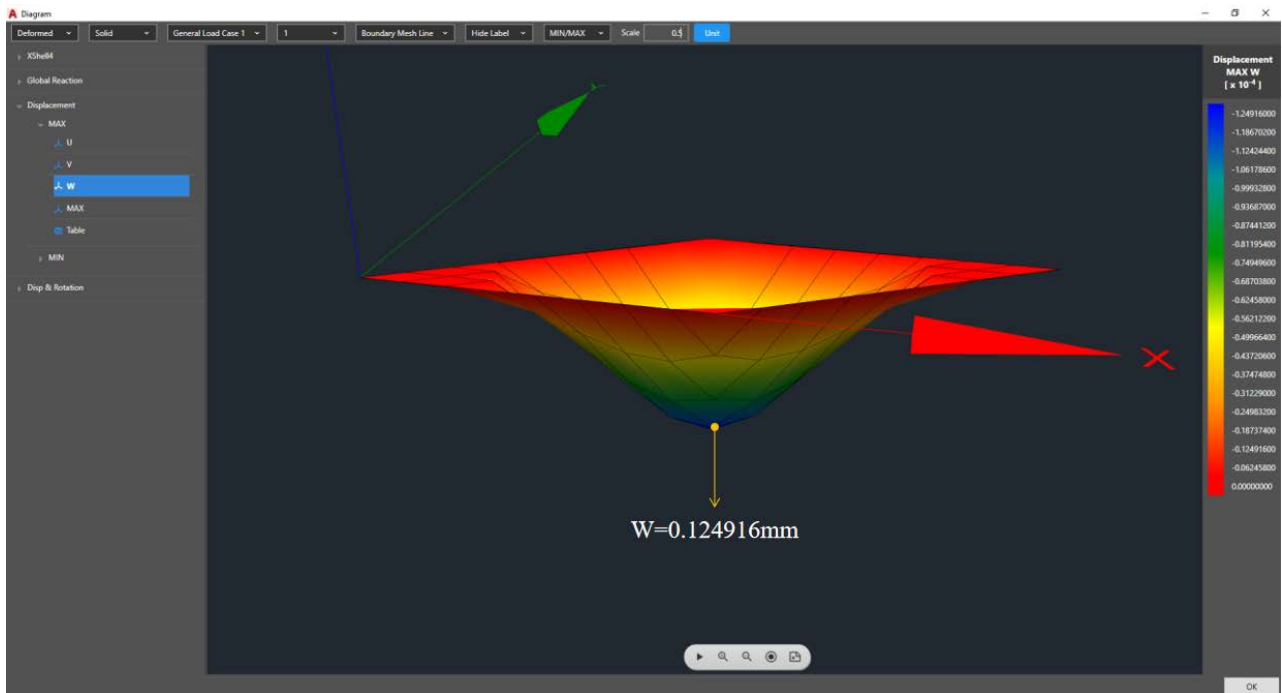 Diagram
Deformed Solid General Load Case 1 1 Boundary Mesh Line Hide Label MIN/MAX Scale 0.5 Unit
XShell4
Global Reaction
Displacement
MAX
U
V
W
MAX
Table
MIN
Disp & Rotation
X
W=0.124916mm
Displacement
MAX W
[ x 10⁻⁴ ]
-1.24916000
-1.18670200
-1.12424400
-1.06178600
-0.99932800
-0.93687000
-0.87441200
-0.81195400
-0.74949600
-0.68703800
-0.62458000
-0.56212200
-0.49966400
-0.43720600
-0.37474800
-0.31229000
-0.24983200
-0.18737400
-0.12491600
-0.06245800
0.00000000
OK